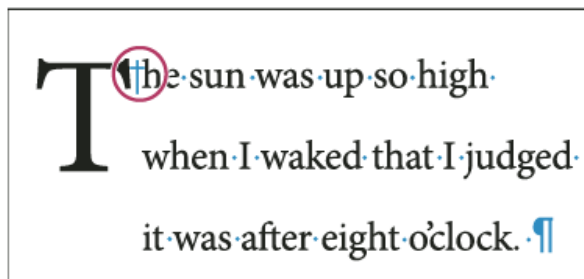 The sun was up so high
when I waked that I judged
it was after eight o’clock. ¶